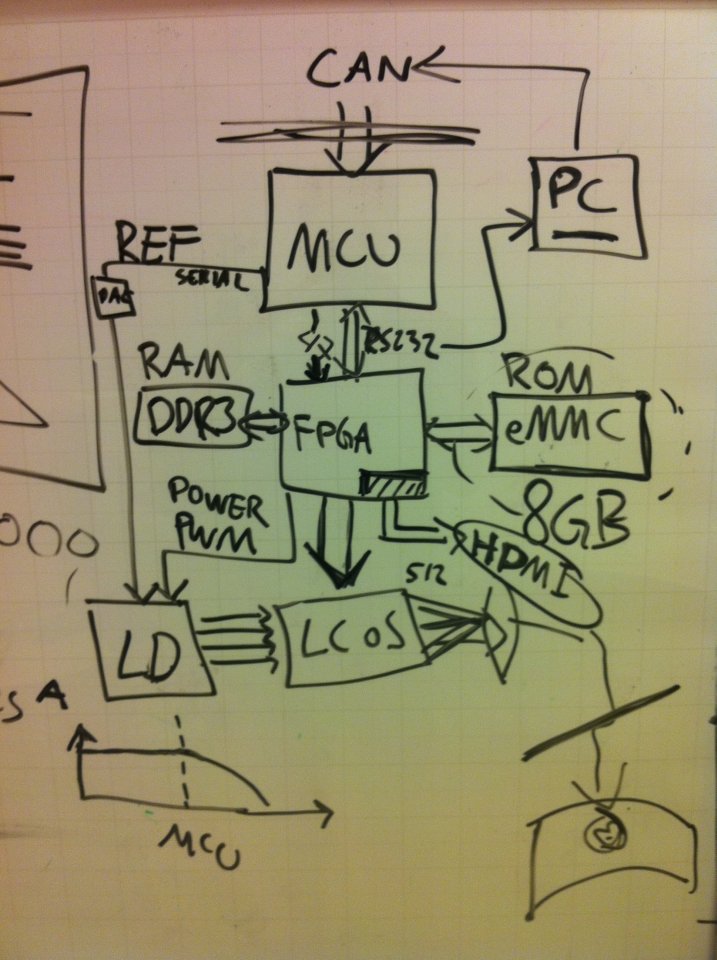 CAN
PC
MCU
REF
SERIAL
DAC
RS232
RAM
DDR3
FPGA
ROM
eMMC
~8GB
POWER
PWM
HDMI
512
LD
LCOS
A
MCU